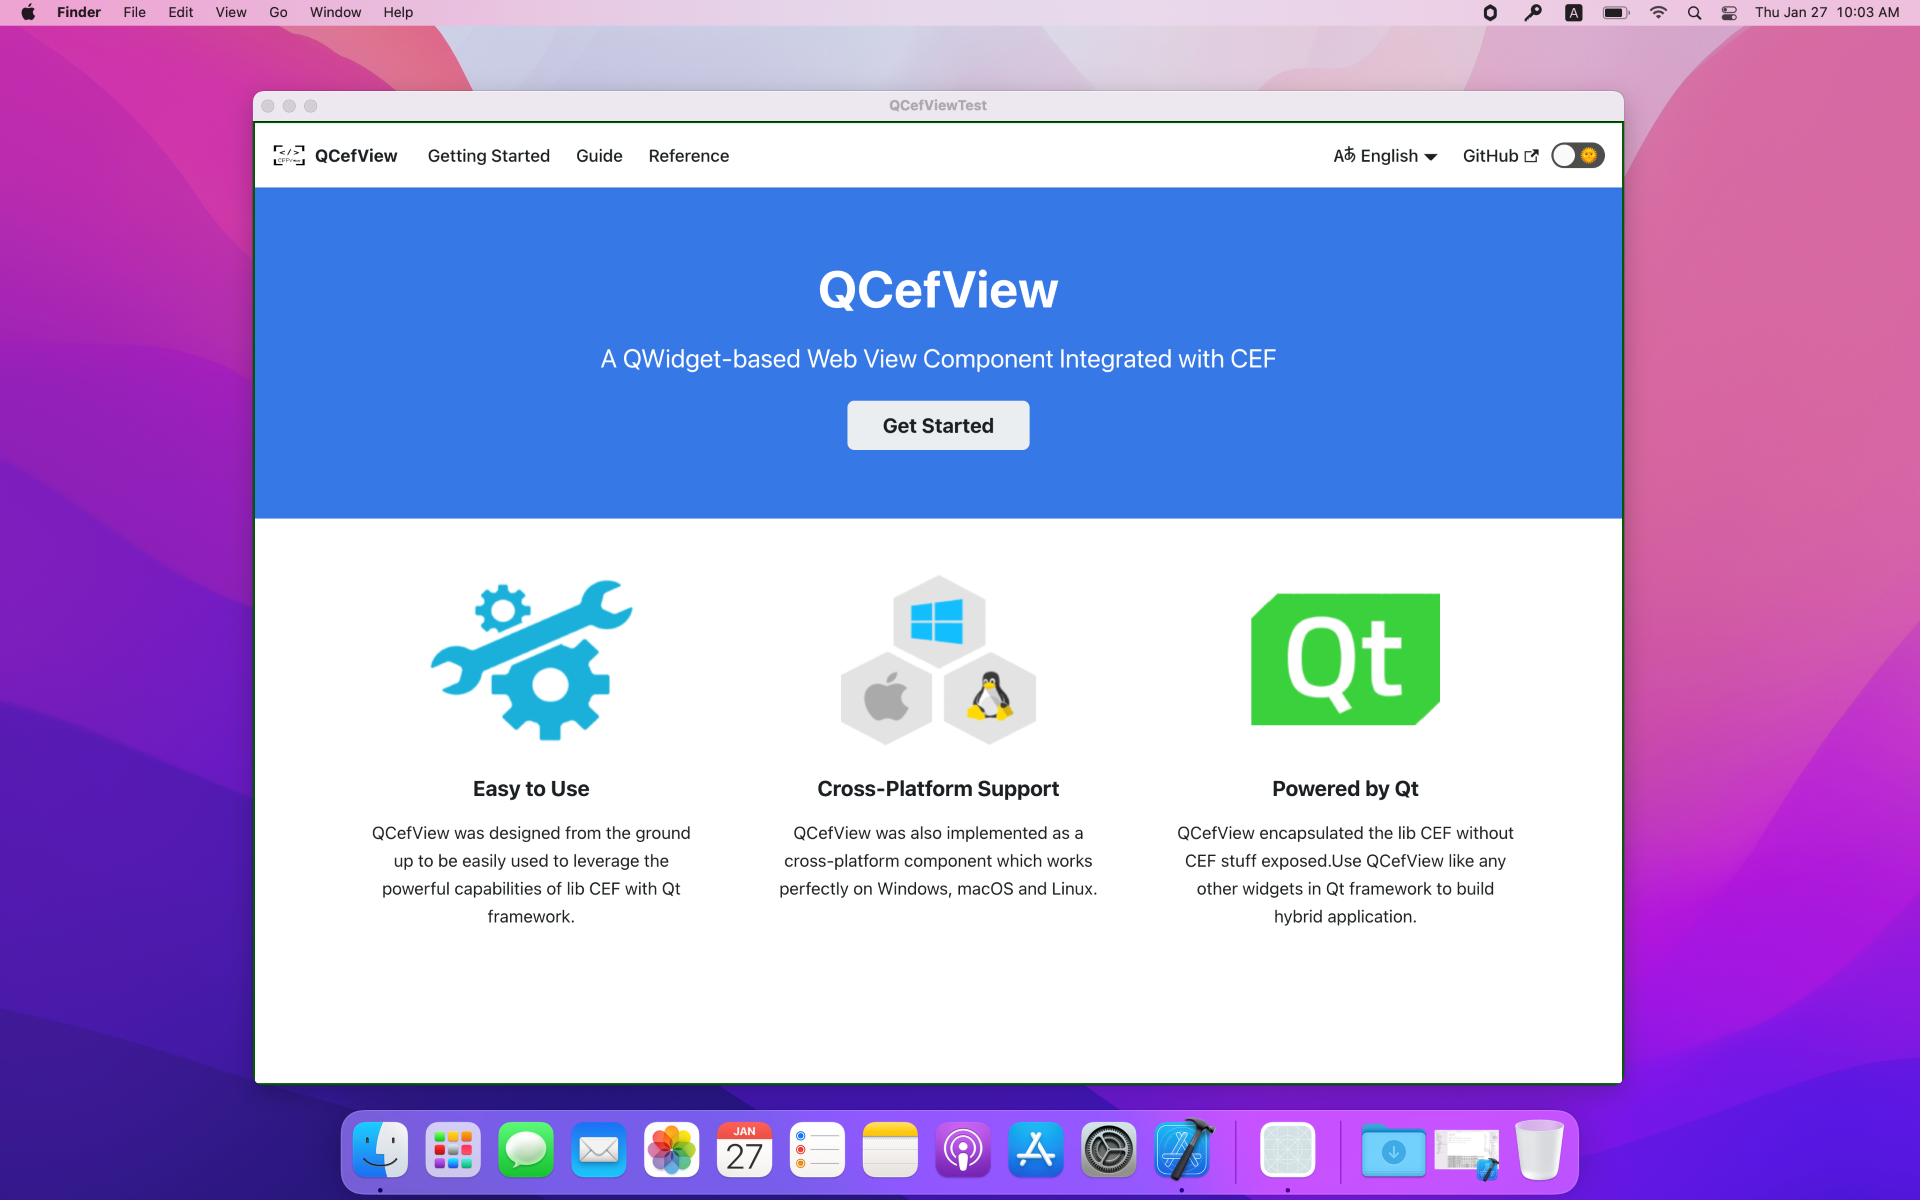 Finder File Edit View Go Window Help
A Thu Jan 27 10:03 AM
QCefViewTest
</> QCefView Getting Started Guide Reference Aあ English GitHub
QCefView
A QWidget-based Web View Component Integrated with CEF
Get Started
Qt
Easy to Use
QCefView was designed from the ground
up to be easily used to leverage the
powerful capabilities of lib CEF with Qt
framework.
Cross-Platform Support
QCefView was also implemented as a
cross-platform component which works
perfectly on Windows, macOS and Linux.
Powered by Qt
QCefView encapsulated the lib CEF without
CEF stuff exposed.Use QCefView like any
other widgets in Qt framework to build
hybrid application.
JAN
27